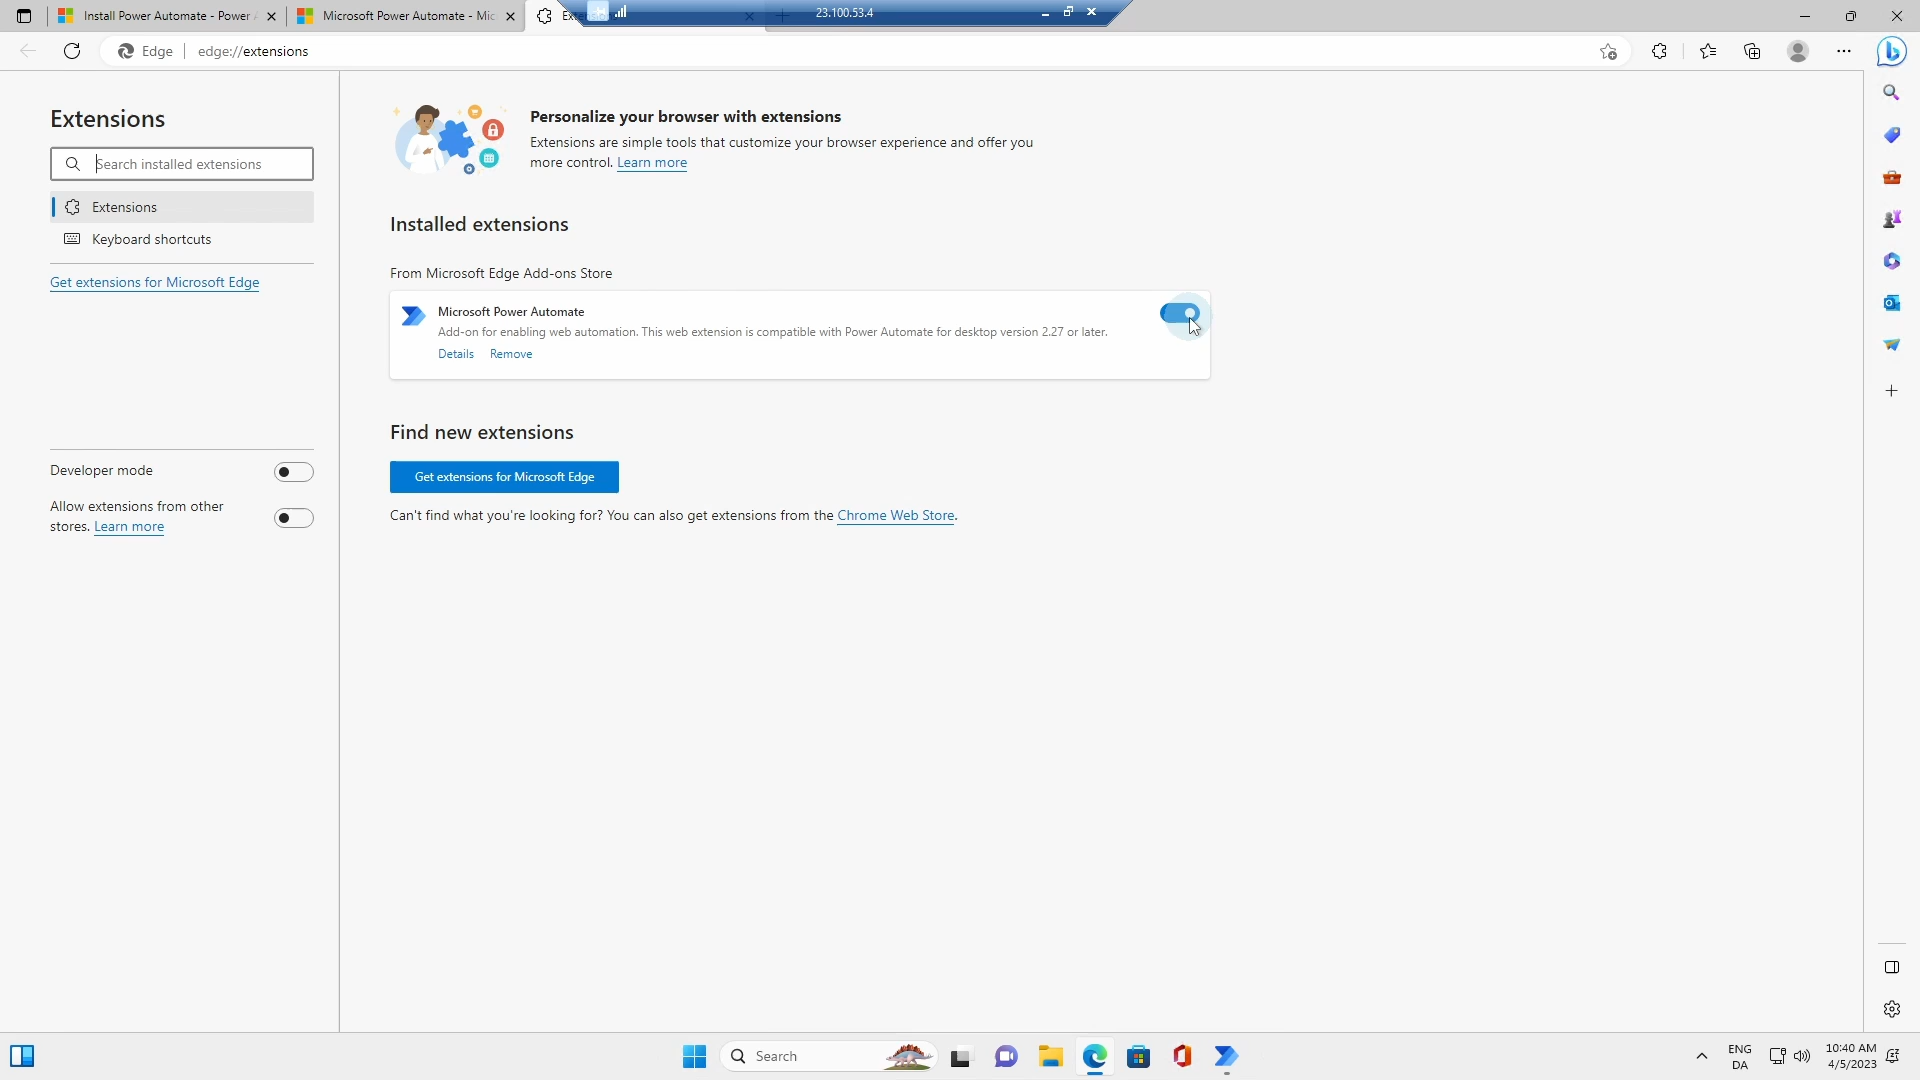 Install Power Automate - Power A
Microsoft Power Automate - Mic
Ext
23.100.53.4
Edge
edge://extensions
Extensions
Search installed extensions
Extensions
Keyboard shortcuts
Get extensions for Microsoft Edge
Developer mode
Allow extensions from other
stores. Learn more
Personalize your browser with extensions
Extensions are simple tools that customize your browser experience and offer you
more control. Learn more
Installed extensions
From Microsoft Edge Add-ons Store
Microsoft Power Automate
Add-on for enabling web automation. This web extension is compatible with Power Automate for desktop version 2.27 or later.
Details Remove
Find new extensions
Get extensions for Microsoft Edge
Can't find what you're looking for? You can also get extensions from the Chrome Web Store.
Search
ENG
DA
10:40 AM
4/5/2023